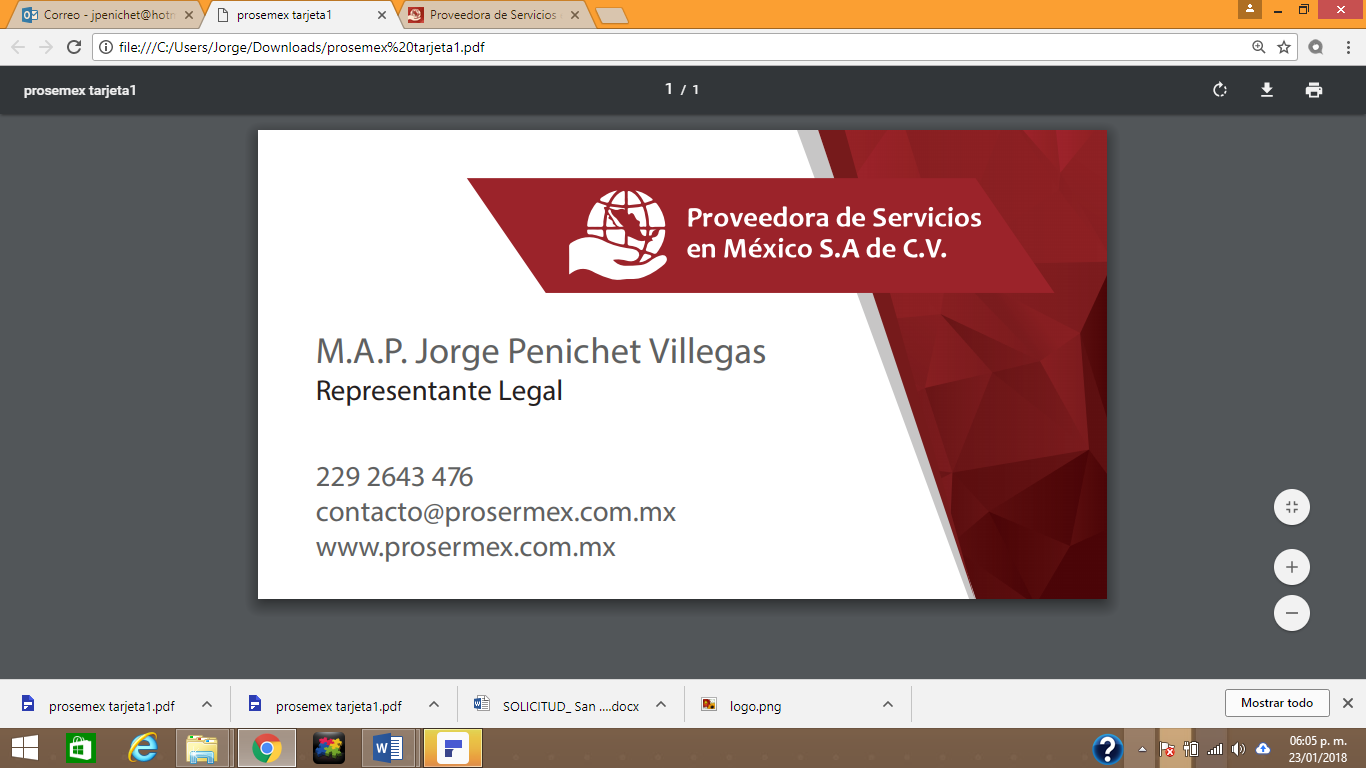 Correo - jpenichet@hotm
prosemex tarjeta1
Proveedora de Servicios
file:///C:/Users/Jorge/Downloads/prosemex%20tarjeta1.pdf
prosemex tarjeta1
1 / 1
Proveedora de Servicios
en México S.A de C.V.
M.A.P. Jorge Penichet Villegas
Representante Legal
229 2643 476
contacto@prosermex.com.mx
www.prosermex.com.mx
prosemex tarjeta1.pdf
prosemex tarjeta1.pdf
SOLICITUD_ San ....docx
logo.png
Mostrar todo
06:05 p. m.
23/01/2018